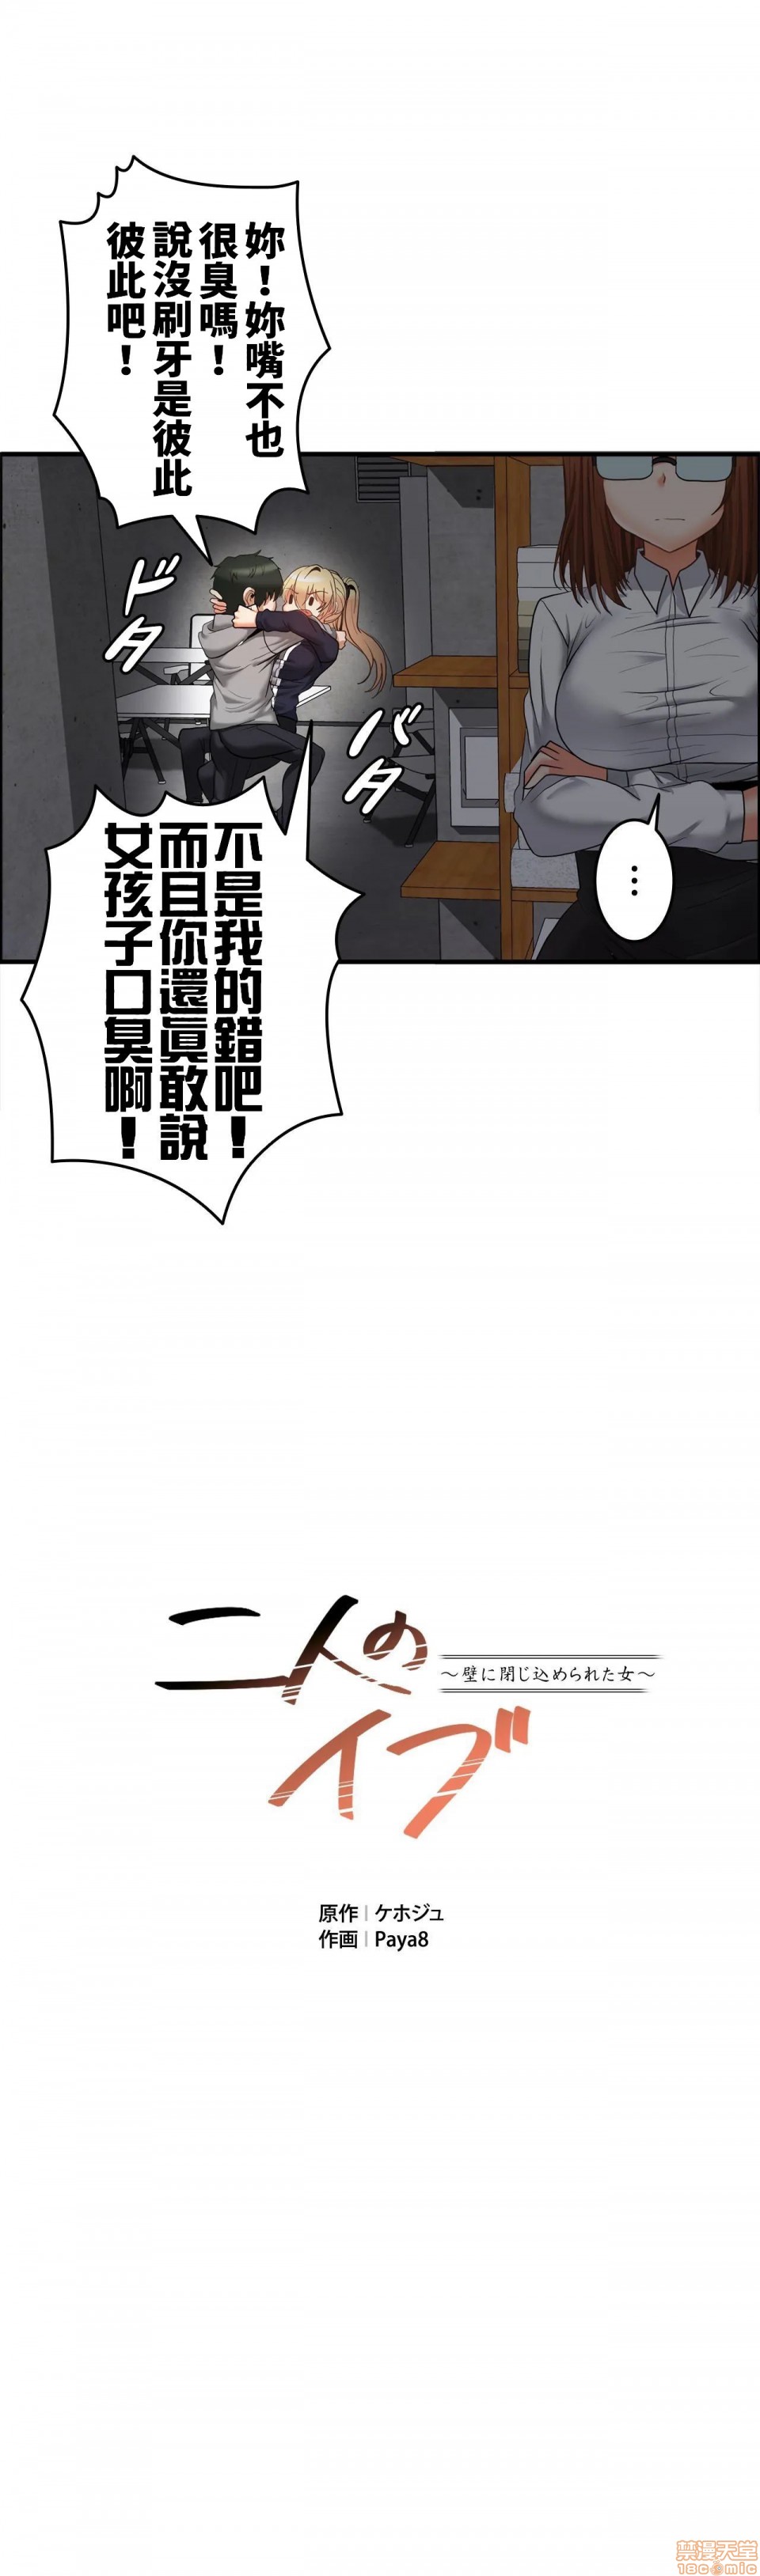 妳！妳嘴不也
很臭嗎！
說沒刷牙是彼此
彼此吧！
ドタ
バタ
…
不是我的錯吧！
而且你還眞敢說
女孩子口臭啊！
二人の
イブ
～壁に閉じ込められた女～
原作 | ケホジュ
作画 | Paya8
禁漫天堂
18comic